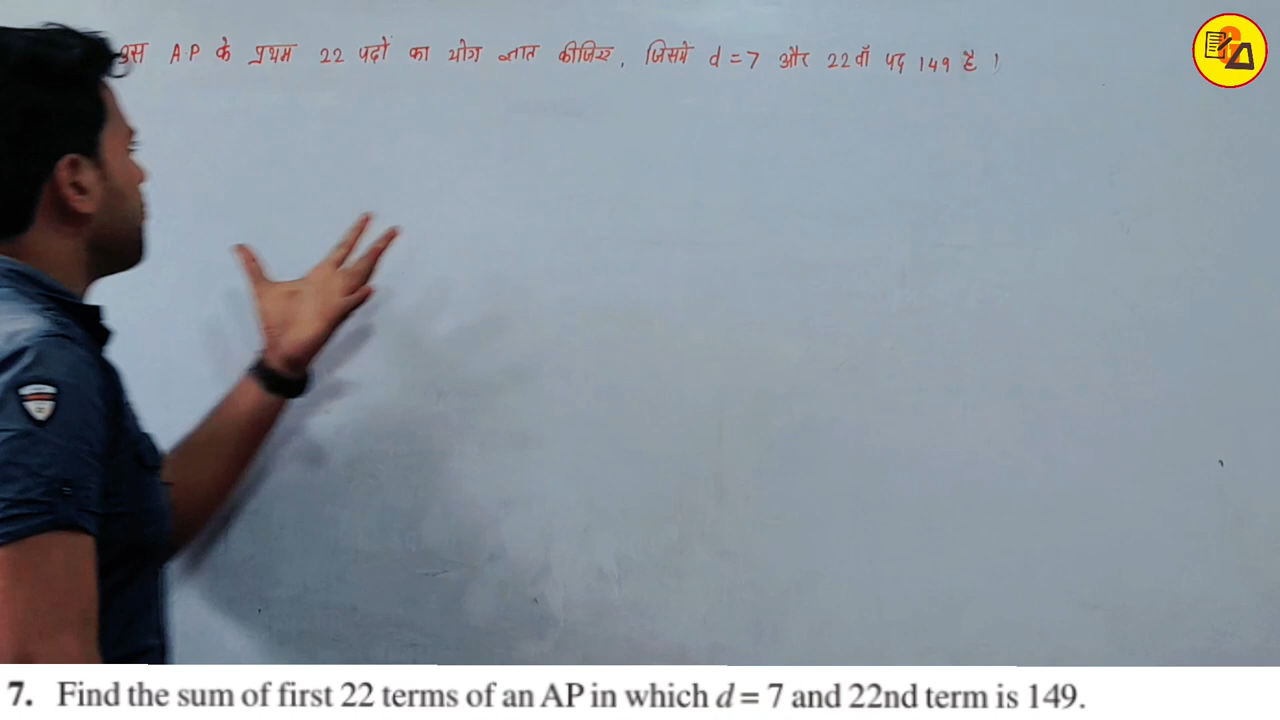 उस A.P के प्रथम 22 पदों का योग ज्ञात कीजिए, जिसमें d = 7 और 22वाँ पद 149 है।
7. Find the sum of first 22 terms of an AP in which d = 7 and 22nd term is 149.